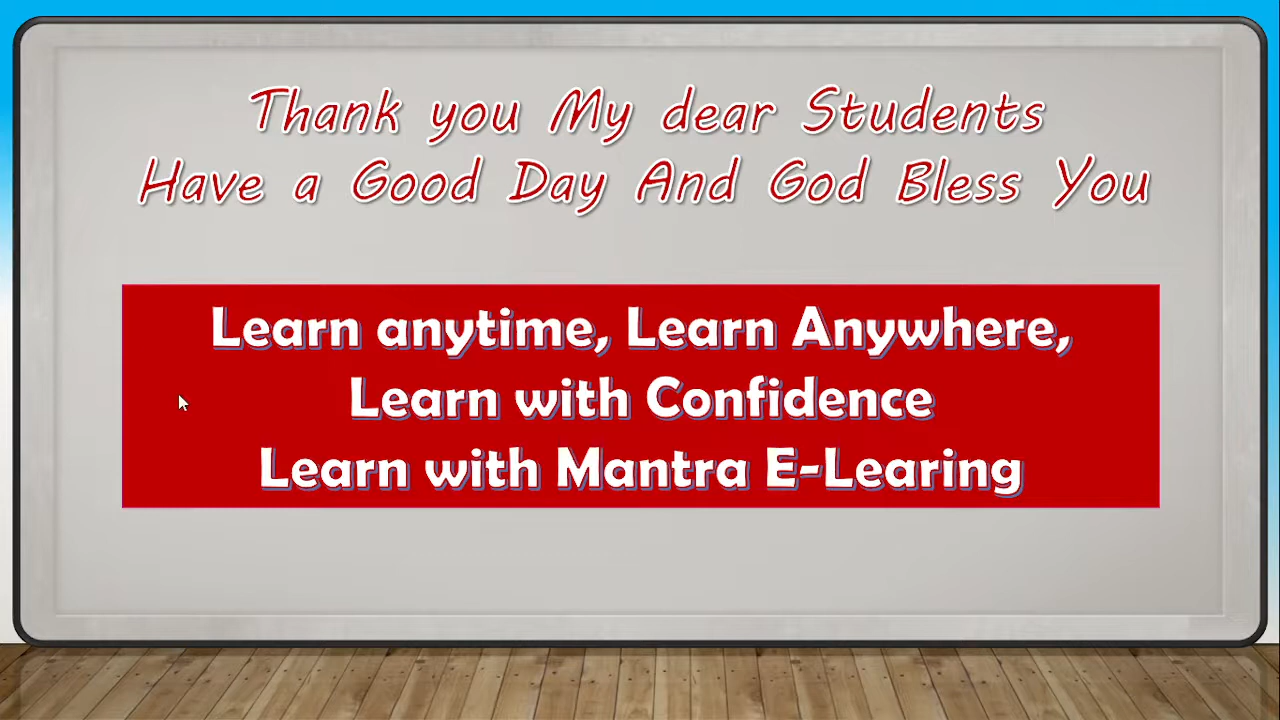 Thank you My dear Students
Have a Good Day And God Bless You
Learn anytime, Learn Anywhere,
Learn with Confidence
Learn with Mantra E-Learing